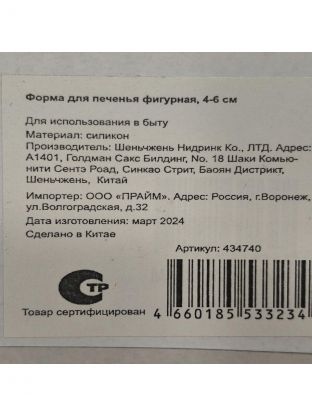 Форма для печенья фигурная, 4-6 см
Для использования в быту
Материал: силикон
Производитель: Шеньчжень Нидринк Ко., ЛТД. Адрес:
А1401, Голдман Сакс Билдинг, No. 18 Шаки Комью-
нити Сентэ Роад, Синкао Стрит, Баоян Дистрикт,
Шеньчжень, Китай
Импортер: ООО «ПРАЙМ». Адрес: Россия, г.Воронеж,
ул.Волгоградская, д.32
Дата изготовления: март 2024
Сделано в Китае
Артикул: 434740
СТР
Товар сертифицирован
4 660185 533234